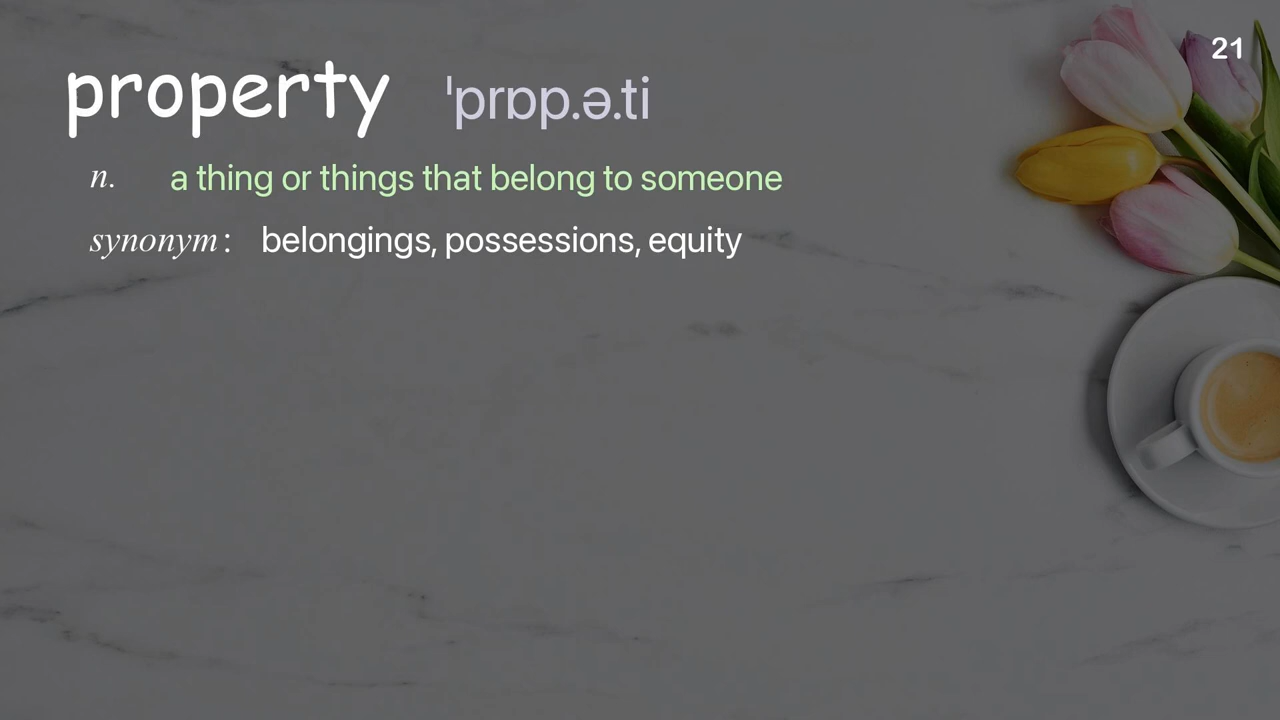 21
property ˈprɒp.ə.ti
n. a thing or things that belong to someone
synonym : belongings, possessions, equity